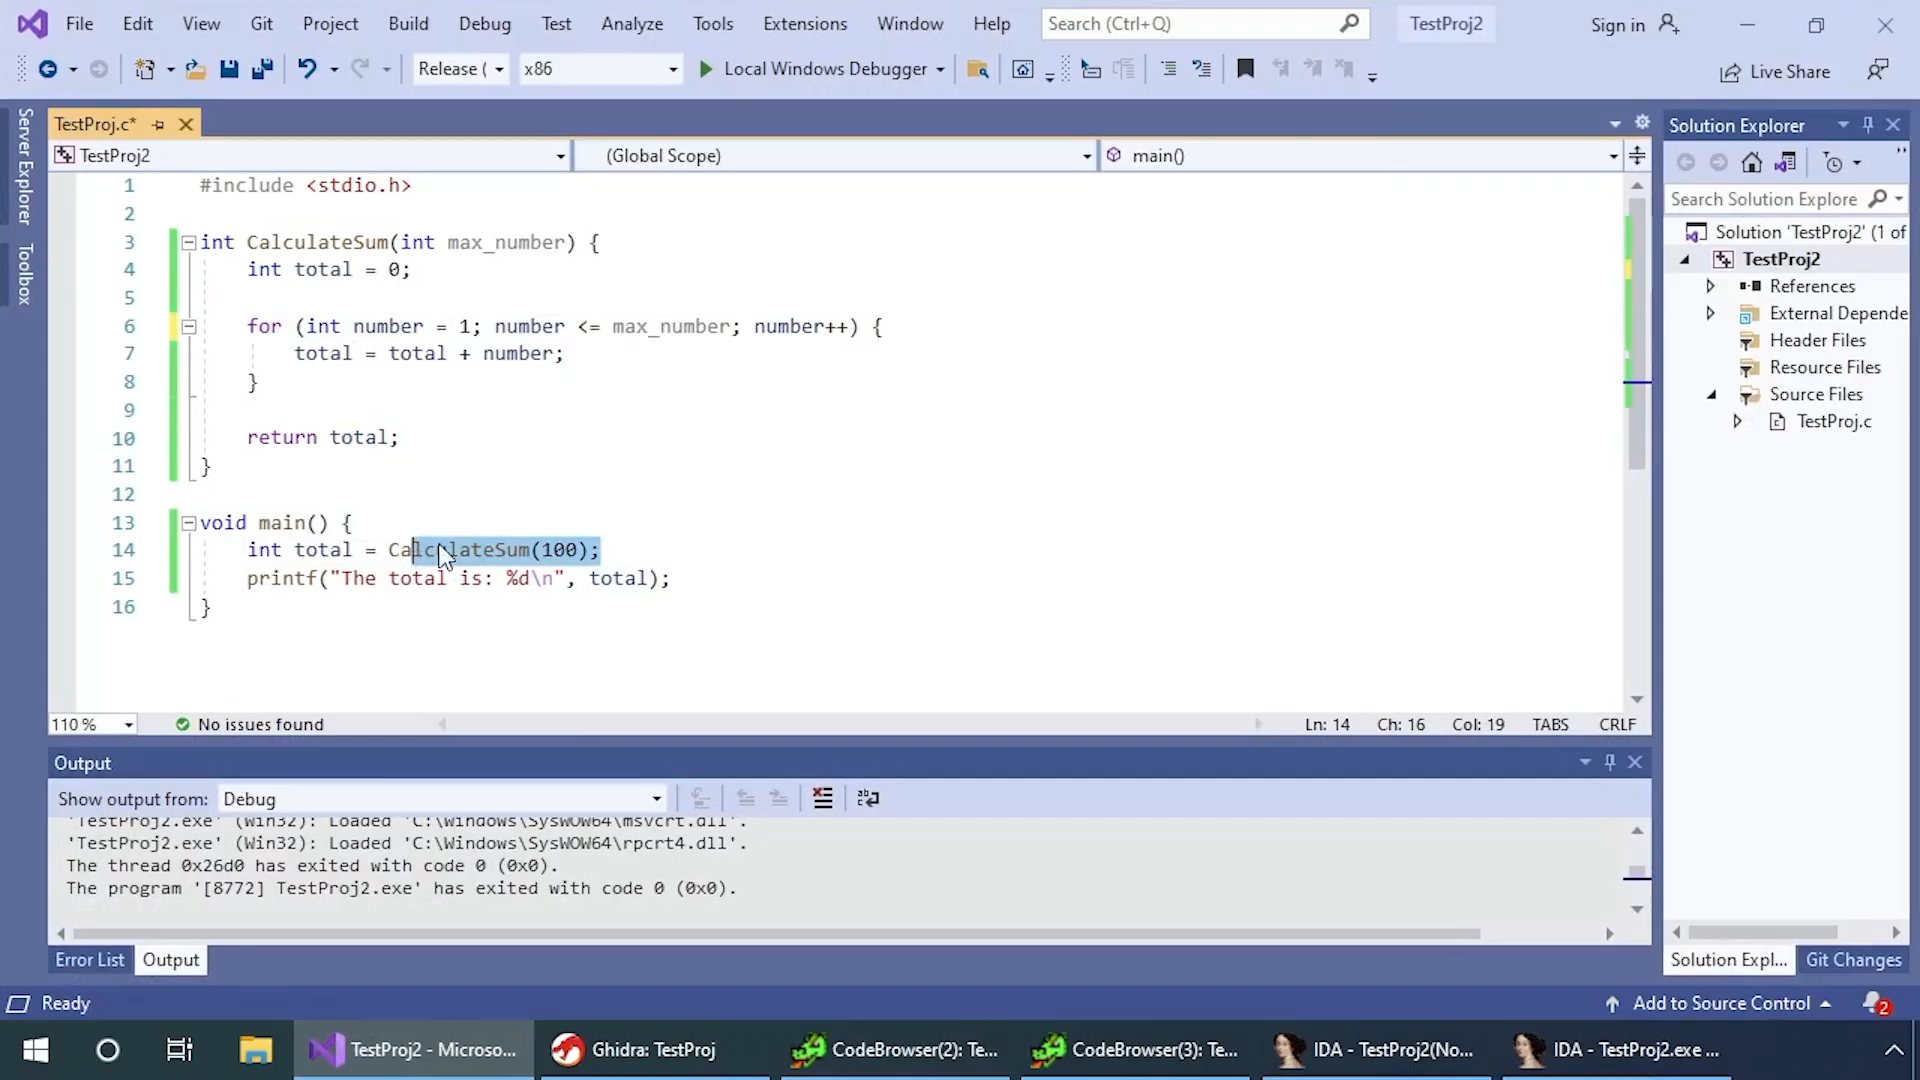 File Edit View Git Project Build Debug Test Analyze Tools Extensions Window Help Search (Ctrl+Q) TestProj2 Sign in
Release ( x86 Local Windows Debugger Live Share
Server Explorer
Toolbox
TestProj.c*
TestProj2 (Global Scope) main()
1 #include <stdio.h>
2
3 int CalculateSum(int max_number) {
4 int total = 0;
5
6 for (int number = 1; number <= max_number; number++) {
7 total = total + number;
8 }
9
10 return total;
11 }
12
13 void main() {
14 int total = CalculateSum(100);
15 printf("The total is: %d\n", total);
16 }
110 % No issues found Ln: 14 Ch: 16 Col: 19 TABS CRLF
Output
Show output from: Debug
'TestProj2.exe' (Win32): Loaded 'C:\Windows\SysWOW64\msvcrt.dll'.
'TestProj2.exe' (Win32): Loaded 'C:\Windows\SysWOW64\rpcrt4.dll'.
The thread 0x26d0 has exited with code 0 (0x0).
The program '[8772] TestProj2.exe' has exited with code 0 (0x0).
Error List Output
Solution Explorer
Search Solution Explore
Solution 'TestProj2' (1 of
TestProj2
References
External Depende
Header Files
Resource Files
Source Files
TestProj.c
Solution Expl... Git Changes
Ready Add to Source Control 2
TestProj2 - Microso... Ghidra: TestProj CodeBrowser(2): Te... CodeBrowser(3): Te... IDA - TestProj2(No... IDA - TestProj2.exe ...